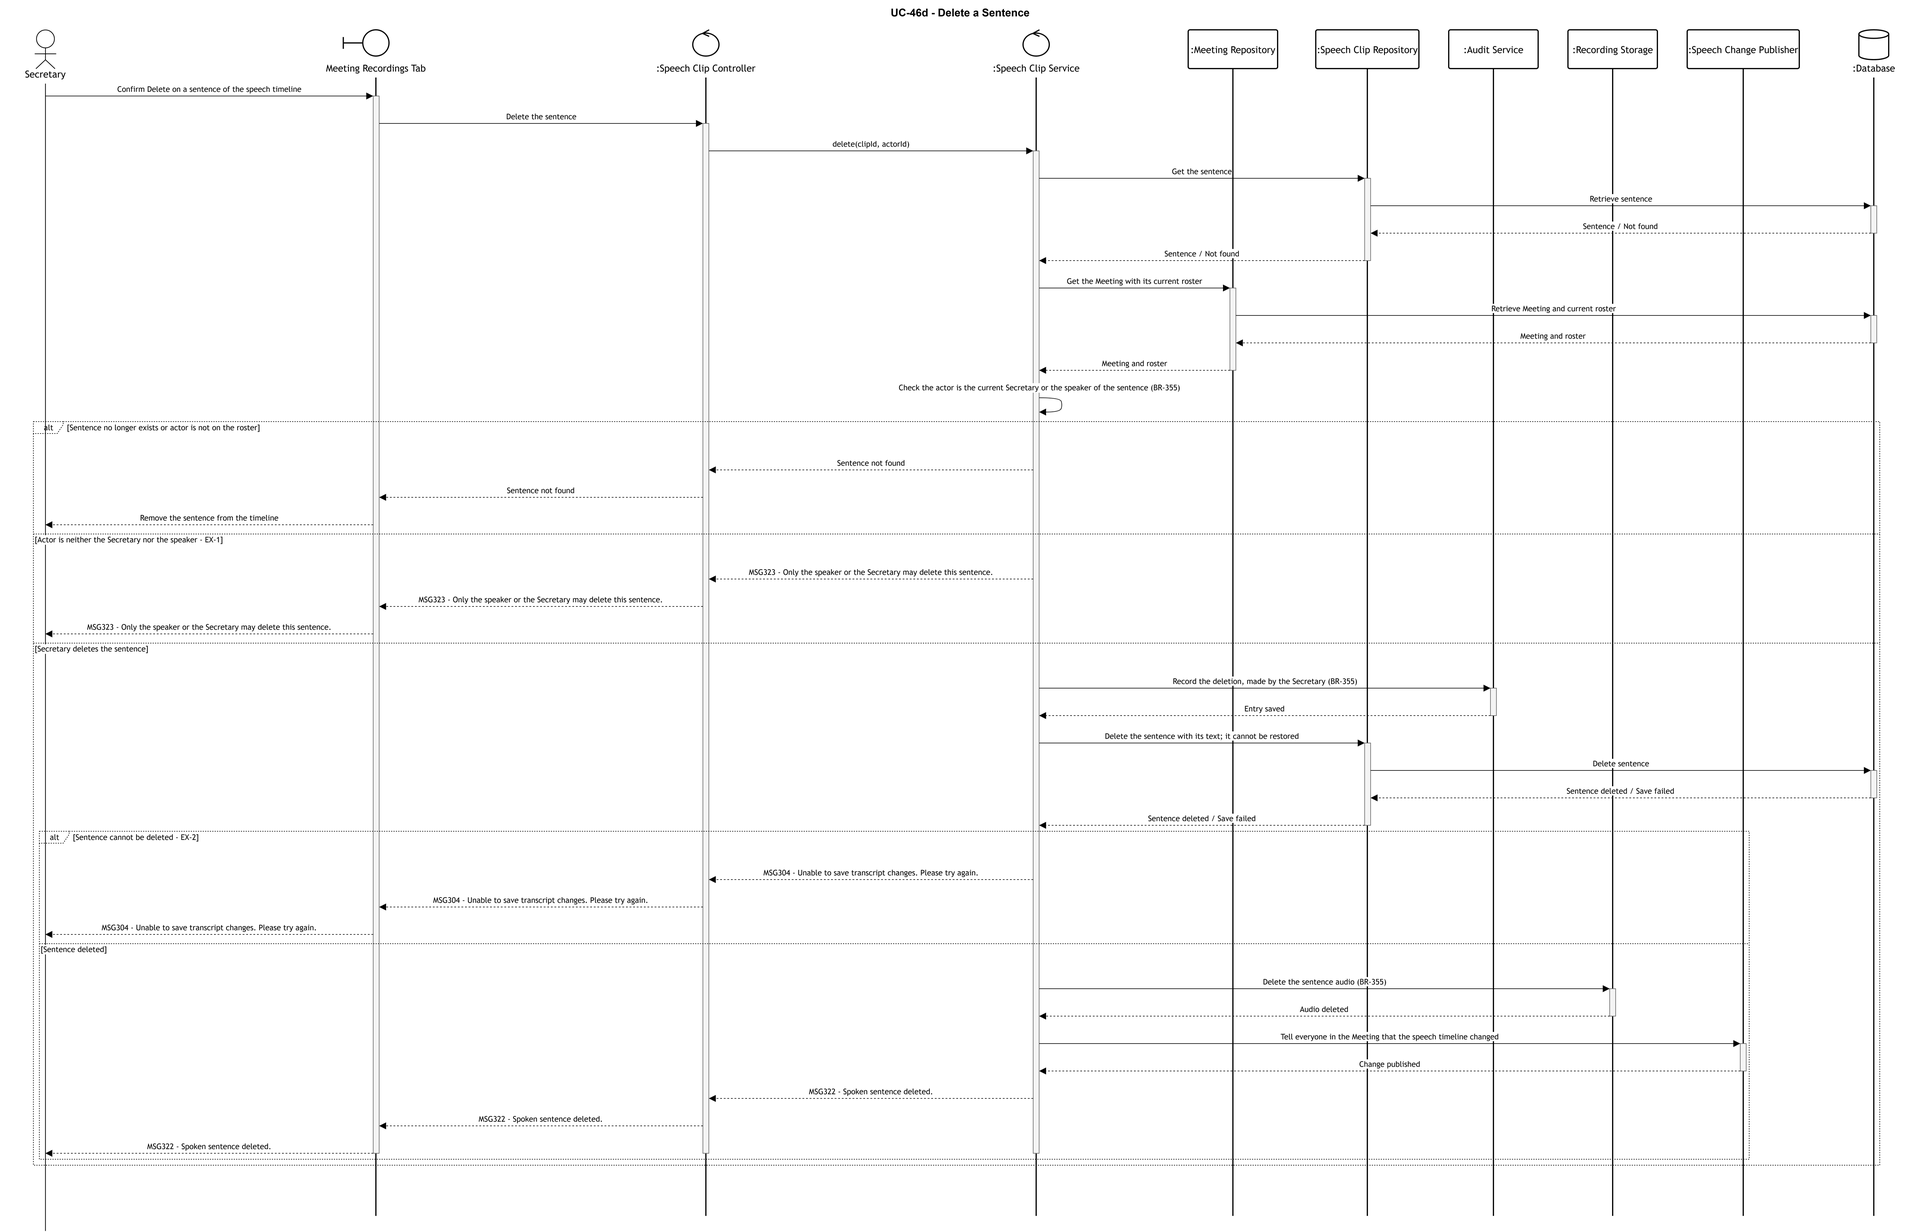 UC-46d - Delete a Sentence
Secretary
Meeting Recordings Tab
:Speech Clip Controller
:Speech Clip Service
:Meeting Repository
:Speech Clip Repository
:Audit Service
:Recording Storage
:Speech Change Publisher
:Database
Confirm Delete on a sentence of the speech timeline
Delete the sentence
delete(clipId, actorId)
Get the sentence
Retrieve sentence
Sentence / Not found
Sentence / Not found
Get the Meeting with its current roster
Retrieve Meeting and current roster
Meeting and roster
Meeting and roster
Check the actor is the current Secretary or the speaker of the sentence (BR-355)
alt [Sentence no longer exists or actor is not on the roster]
Sentence not found
Sentence not found
Remove the sentence from the timeline
[Actor is neither the Secretary nor the speaker - EX-1]
MSG323 - Only the speaker or the Secretary may delete this sentence.
MSG323 - Only the speaker or the Secretary may delete this sentence.
MSG323 - Only the speaker or the Secretary may delete this sentence.
[Secretary deletes the sentence]
Record the deletion, made by the Secretary (BR-355)
Entry saved
Delete the sentence with its text; it cannot be restored
Delete sentence
Sentence deleted / Save failed
Sentence deleted / Save failed
alt [Sentence cannot be deleted - EX-2]
MSG304 - Unable to save transcript changes. Please try again.
MSG304 - Unable to save transcript changes. Please try again.
MSG304 - Unable to save transcript changes. Please try again.
[Sentence deleted]
Delete the sentence audio (BR-355)
Audio deleted
Tell everyone in the Meeting that the speech timeline changed
Change published
MSG322 - Spoken sentence deleted.
MSG322 - Spoken sentence deleted.
MSG322 - Spoken sentence deleted.